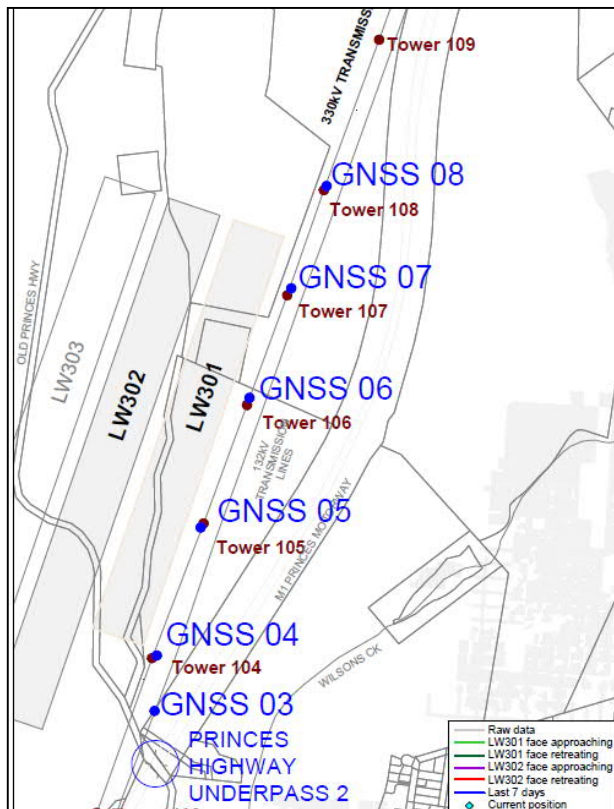 Tower 109
330kV TRANSMISS
GNSS 08
Tower 108
GNSS 07
Tower 107
OLD PRINCES HWY
LW303
LW302
LW301
GNSS 06
Tower 106
132kV
TRANSMISSION
LINES
GNSS 05
Tower 105
M1 PRINCES MOTORWAY
GNSS 04
Tower 104
WILSONS CK
GNSS 03
PRINCES
HIGHWAY
UNDERPASS 2
Raw data
LW301 face approaching
LW301 face retreating
LW302 face approaching
LW302 face retreating
Last 7 days
Current position